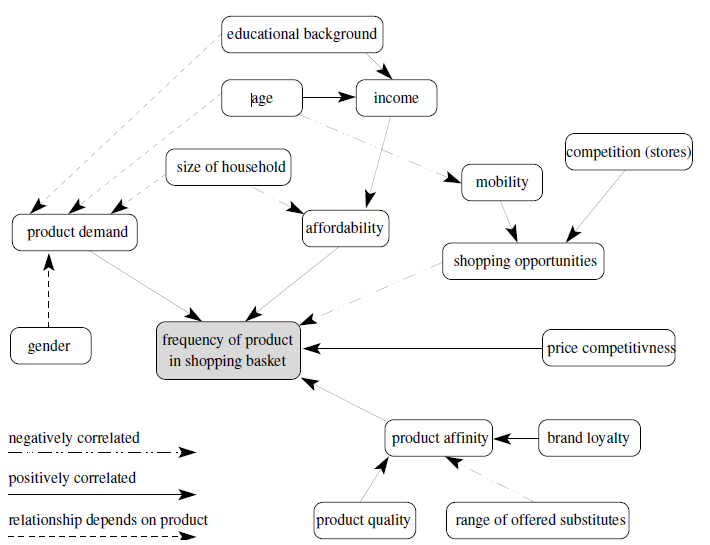 educational background
age
income
size of household
competition (stores)
mobility
product demand
affordability
shopping opportunities
gender
frequency of product
in shopping basket
price competitivness
negatively correlated
product affinity
brand loyalty
positively correlated
relationship depends on product
product quality
range of offered substitutes